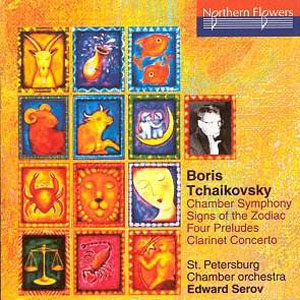 Northern Flowers
Boris
Tchaikovsky
Chamber Symphony
Signs of the Zodiac
Four Preludes
Clarinet Concerto
St. Petersburg
Chamber orchestra
Edward Serov